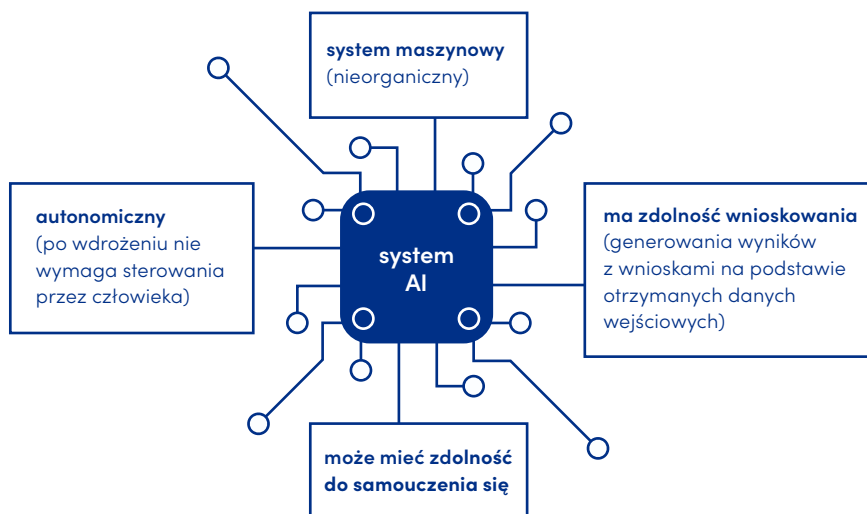 system maszynowy
(nieorganiczny)
autonomiczny
(po wdrożeniu nie
wymaga sterowania
przez człowieka)
system
AI
ma zdolność wnioskowania
(generowania wyników
z wnioskami na podstawie
otrzymanych danych
wejściowych)
może mieć zdolność
do samouczenia się